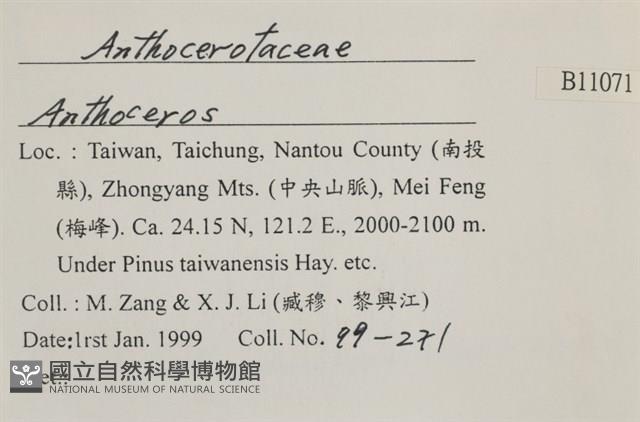 Anthocerotaceae
B11071
Anthoceros
Loc. : Taiwan, Taichung, Nantou County (南投
縣), Zhongyang Mts. (中央山脈), Mei Feng
(梅峰). Ca. 24.15 N, 121.2 E., 2000-2100 m.
Under Pinus taiwanensis Hay. etc.
Coll. : M. Zang & X. J. Li (臧穆、黎興江)
Date:1rst Jan. 1999 Coll. No. 99-271
國立自然科學博物館
NATIONAL MUSEUM OF NATURAL SCIENCE